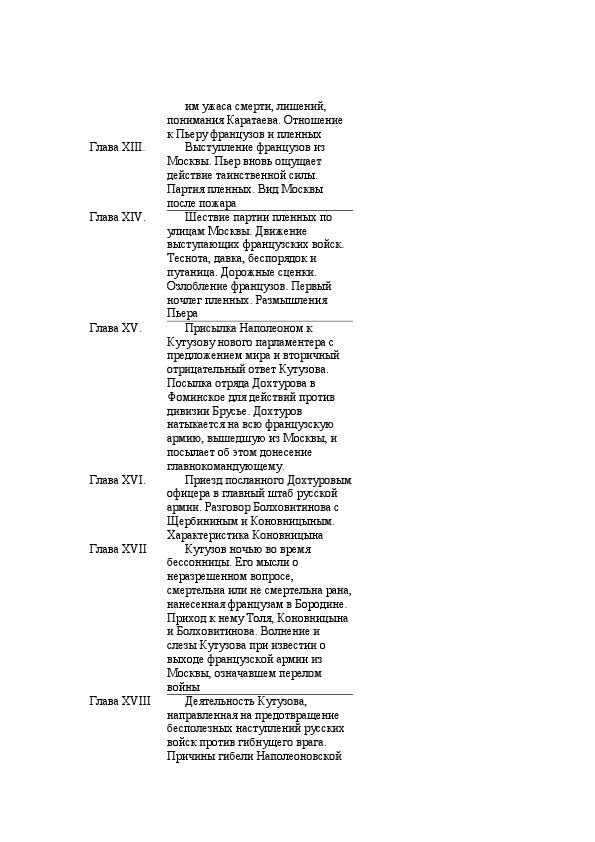 им ужаса смерти, лишений,
понимания Каратаева. Отношение
к Пьеру французов и пленных
Глава XIII. Выступление французов из
Москвы. Пьер вновь ощущает
действие таинственной силы.
Партия пленных. Вид Москвы
после пожара
Глава XIV. Шествие партии пленных по
улицам Москвы. Движение
выступающих французских войск.
Теснота, давка, беспорядок и
путаница. Дорожные сценки.
Озлобление французов. Первый
ночлег пленных. Размышления
Пьера
Глава XV. Присылка Наполеоном к
Кутузову нового парламентера с
предложением мира и вторичный
отрицательный ответ Кутузова.
Посылка отряда Дохтурова в
Фоминское для действий против
дивизии Брусье. Дохтуров
натыкается на всю французскую
армию, вышедшую из Москвы, и
посылает об этом донесение
главнокомандующему.
Глава XVI. Приезд посланного Дохтуровым
офицера в главный штаб русской
армии. Разговор Болховитинова с
Щербининым и Коновницыным.
Характеристика Коновницына
Глава XVII Кутузов ночью во время
бессонницы. Его мысли о
неразрешенном вопросе,
смертельна или не смертельна рана,
нанесенная французам в Бородине.
Приход к нему Толя, Коновницына
и Болховитинова. Волнение и
слезы Кутузова при известии о
выходе французской армии из
Москвы, означавшем перелом
войны
Глава XVIII Деятельность Кутузова,
направленная на предотвращение
бесполезных наступлений русских
войск против гибнущего врага.
Причины гибели Наполеоновской